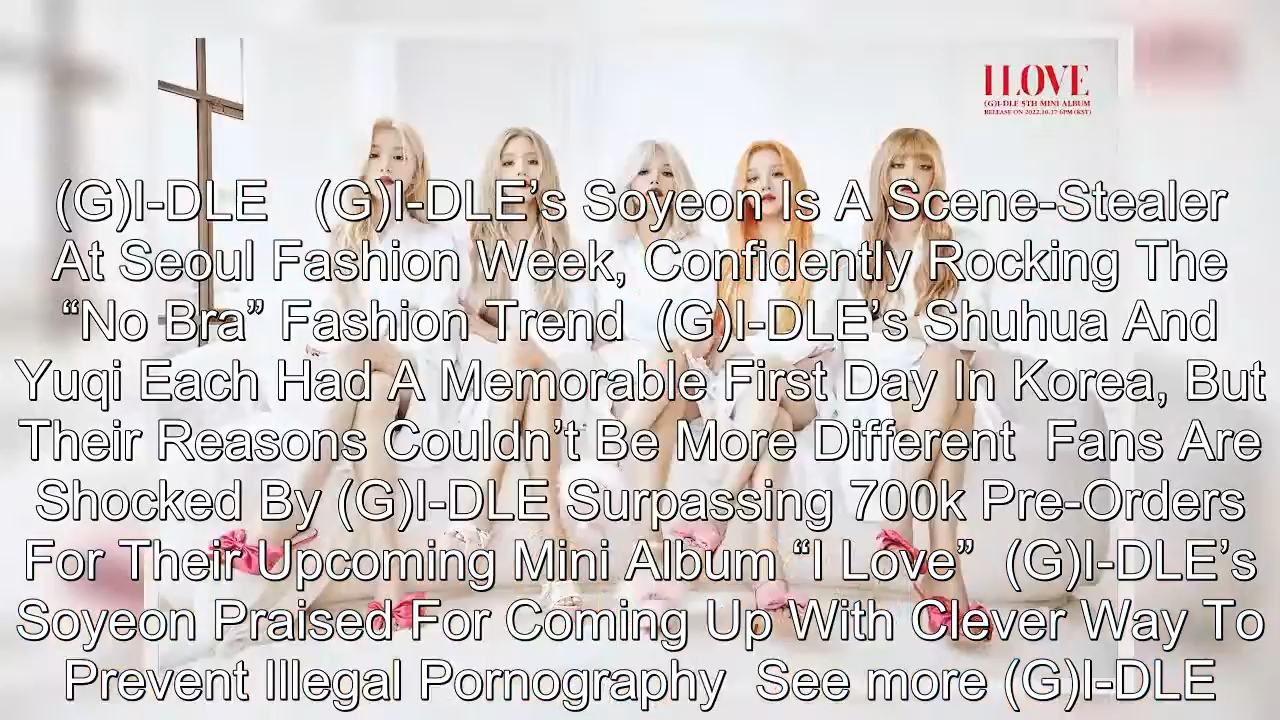 I LOVE
(G)I-DLE 5TH MINI ALBUM
RELEASE ON 2022.10.17 6PM (KST)
(G)I-DLE (G)I-DLE’s Soyeon Is A Scene-Stealer
At Seoul Fashion Week, Confidently Rocking The
“No Bra” Fashion Trend (G)I-DLE’s Shuhua And
Yuqi Each Had A Memorable First Day In Korea, But
Their Reasons Couldn’t Be More Different Fans Are
Shocked By (G)I-DLE Surpassing 700k Pre-Orders
For Their Upcoming Mini Album “I Love” (G)I-DLE’s
Soyeon Praised For Coming Up With Clever Way To
Prevent Illegal Pornography See more (G)I-DLE